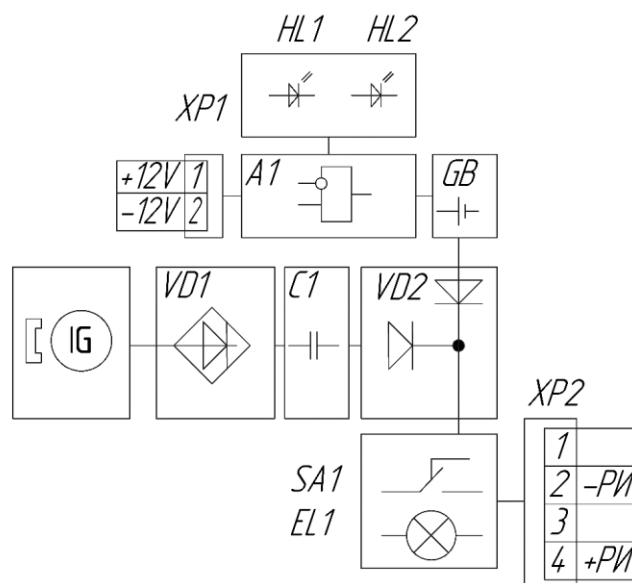 HL1 HL2
XP1
+12V 1
-12V 2
A1
GB
IG
VD1
C1
VD2
XP2
SA1
EL1
1
2 -РИ
3
4 +РИ